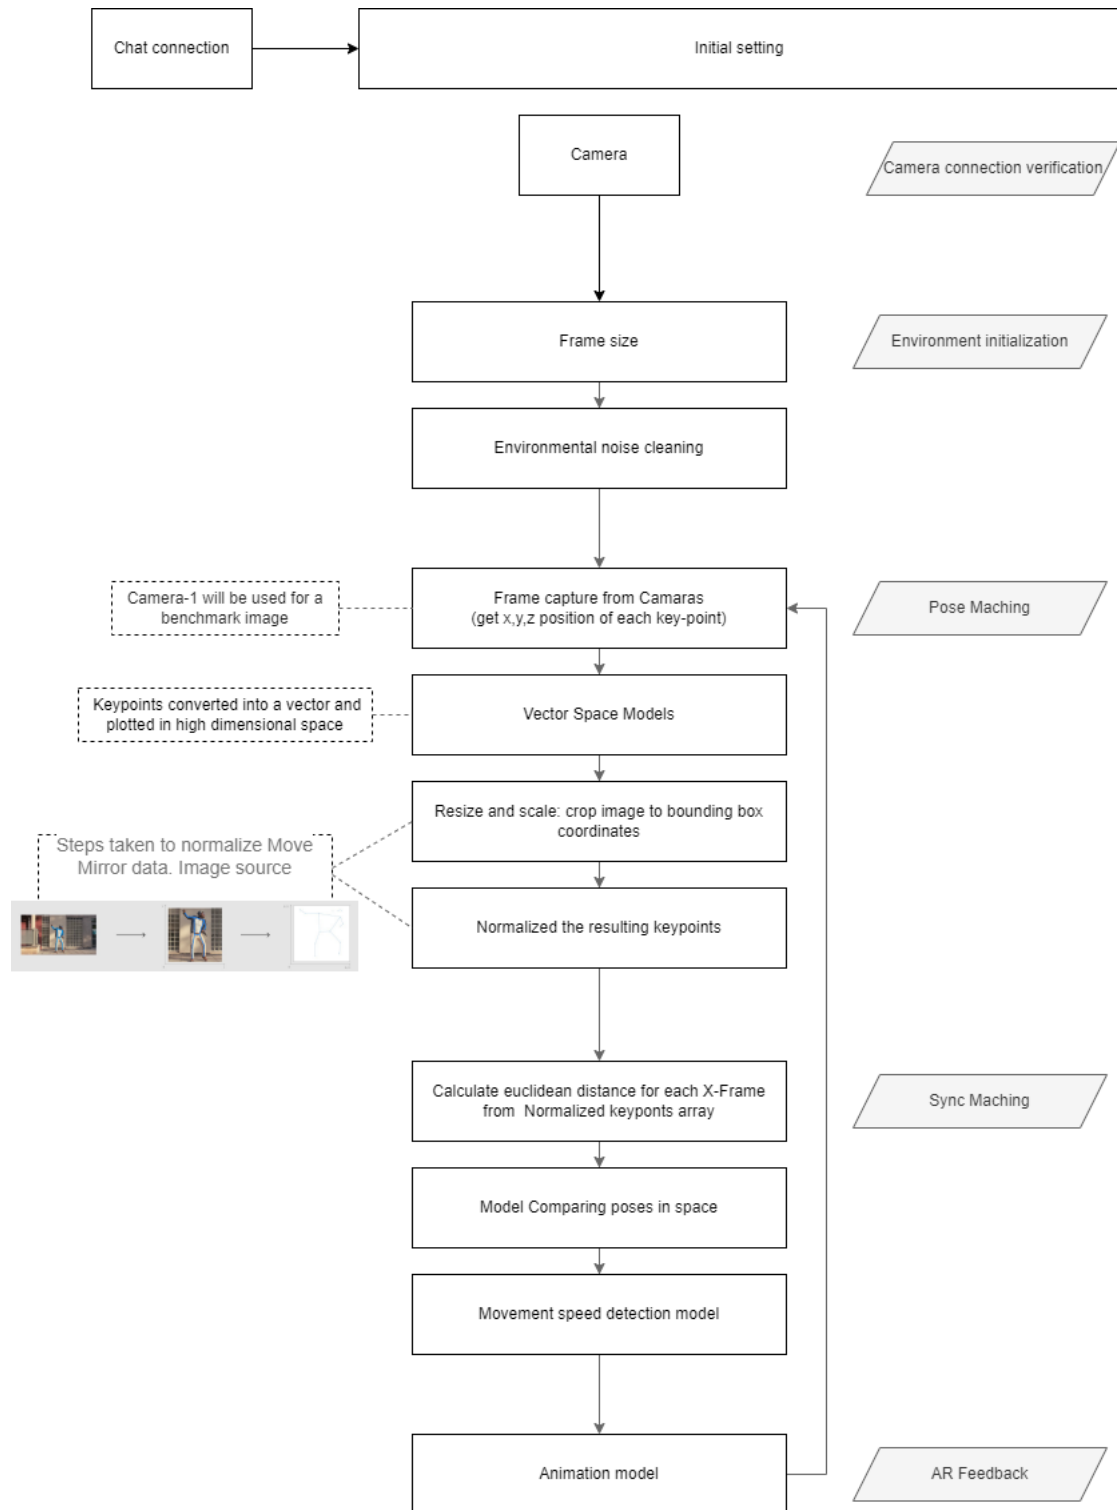 Chat connection
Initial setting
Camera
Camera connection verification
Frame size
Environment initialization
Environmental noise cleaning
Camera-1 will be used for a
benchmark image
Frame capture from Camaras
(get x,y,z position of each key-point)
Pose Maching
Keypoints converted into a vector and
plotted in high dimensional space
Vector Space Models
Resize and scale: crop image to bounding box
coordinates
Steps taken to normalize Move
Mirror data. Image source
Normalized the resulting keypoints
Calculate euclidean distance for each X-Frame
from Normalized keyponts array
Sync Maching
Model Comparing poses in space
Movement speed detection model
Animation model
AR Feedback